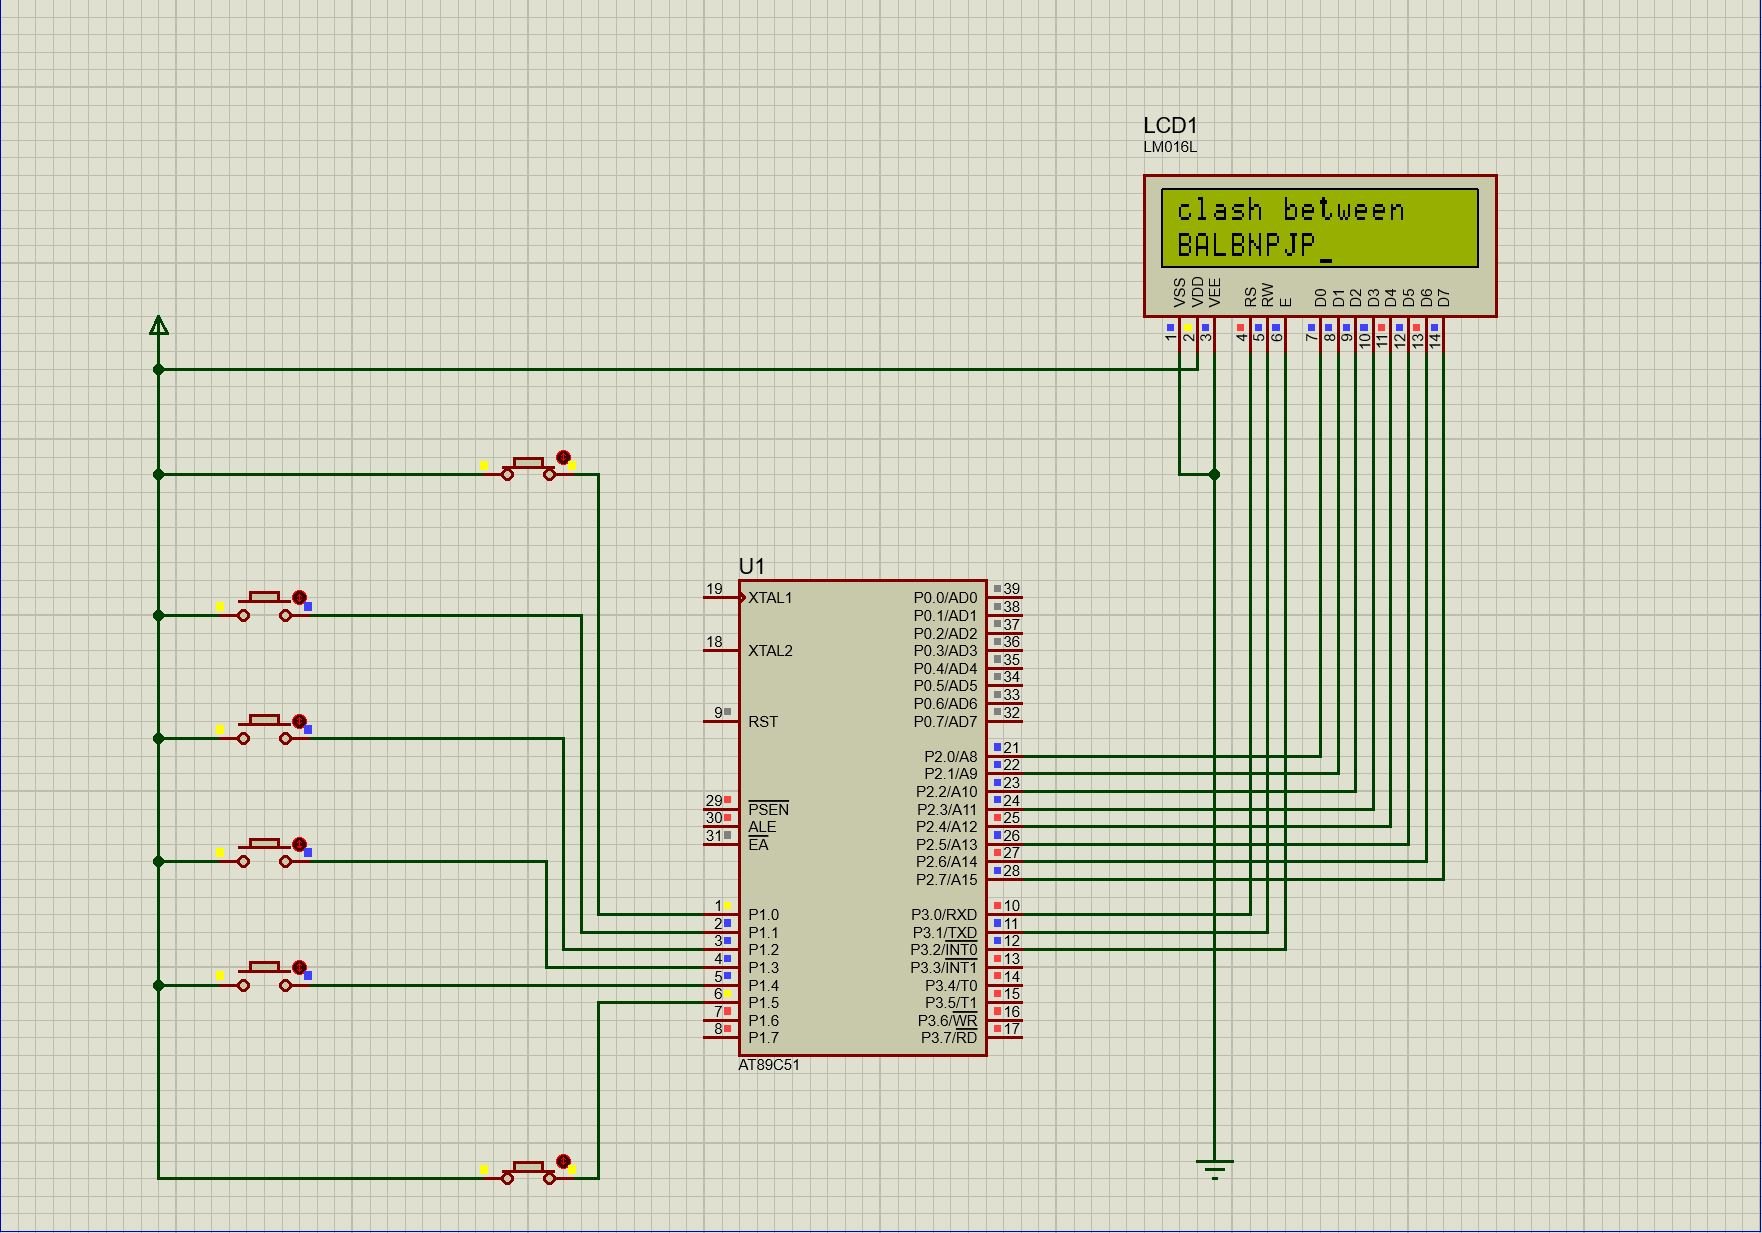 LCD1
LM016L
clash between
BALBNPJP_
VSS
VDD
VEE
RS
RW
E
D0
D1
D2
D3
D4
D5
D6
D7
1
2
3
4
5
6
7
8
9
10
11
12
13
14
U1
19 XTAL1
18 XTAL2
9 RST
29 PSEN
30 ALE
31 EA
1 P1.0
2 P1.1
3 P1.2
4 P1.3
5 P1.4
6 P1.5
7 P1.6
8 P1.7
P0.0/AD0 39
P0.1/AD1 38
P0.2/AD2 37
P0.3/AD3 36
P0.4/AD4 35
P0.5/AD5 34
P0.6/AD6 33
P0.7/AD7 32
P2.0/A8 21
P2.1/A9 22
P2.2/A10 23
P2.3/A11 24
P2.4/A12 25
P2.5/A13 26
P2.6/A14 27
P2.7/A15 28
P3.0/RXD 10
P3.1/TXD 11
P3.2/INT0 12
P3.3/INT1 13
P3.4/T0 14
P3.5/T1 15
P3.6/WR 16
P3.7/RD 17
AT89C51